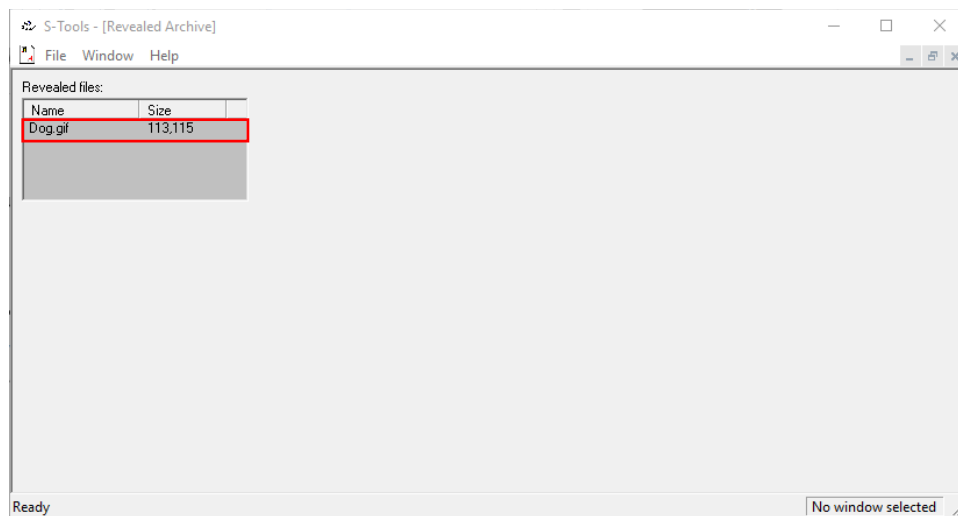 S-Tools - [Revealed Archive]
File Window Help
Revealed files:
Name Size
Dog.gif 113,115
Ready No window selected